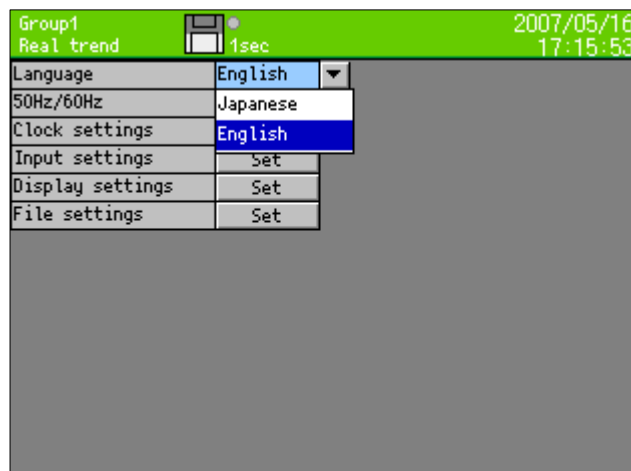 Group1
Real trend
1sec
2007/05/16
17:15:53
Language English
50Hz/60Hz
Japanese
Clock settings
English
Input settings Set
Display settings Set
File settings Set